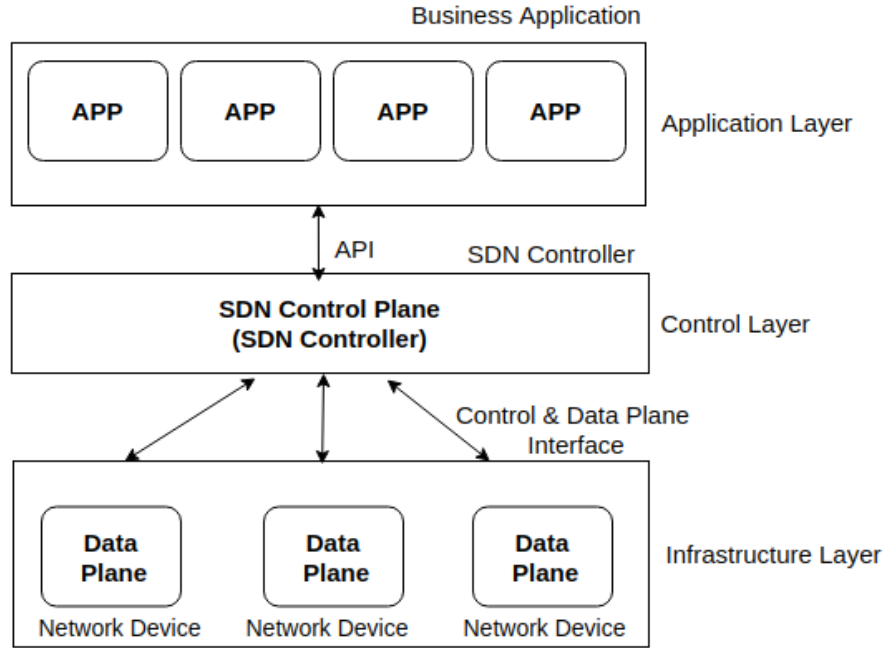 Business Application
APP APP APP APP
Application Layer
API
SDN Controller
SDN Control Plane
(SDN Controller)
Control Layer
Control & Data Plane
Interface
Data
Plane
Data
Plane
Data
Plane
Infrastructure Layer
Network Device Network Device Network Device